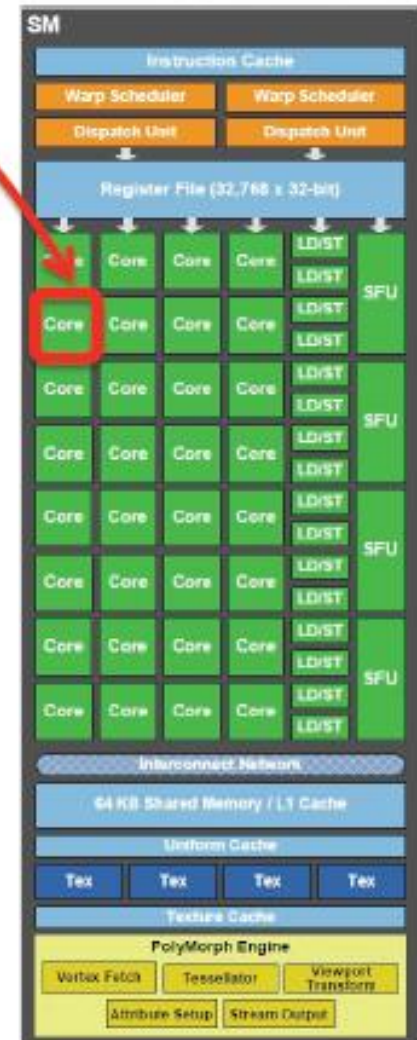 SM
Instruction Cache
Warp Scheduler Warp Scheduler
Dispatch Unit Dispatch Unit
Register File (32,768 x 32-bit)
LD/ST
Core Core Core Core
LD/ST
SFU
LD/ST
Core Core Core Core
LD/ST
LD/ST
Core Core Core Core
LD/ST
SFU
LD/ST
Core Core Core Core
LD/ST
LD/ST
Core Core Core Core
LD/ST
SFU
LD/ST
Core Core Core Core
LD/ST
LD/ST
Core Core Core Core
LD/ST
SFU
LD/ST
Core Core Core Core
LD/ST
Interconnect Network
64 KB Shared Memory / L1 Cache
Uniform Cache
Tex Tex Tex Tex
Texture Cache
PolyMorph Engine
Vertex Fetch Tessellator Viewport
Transform
Attribute Setup Stream Output